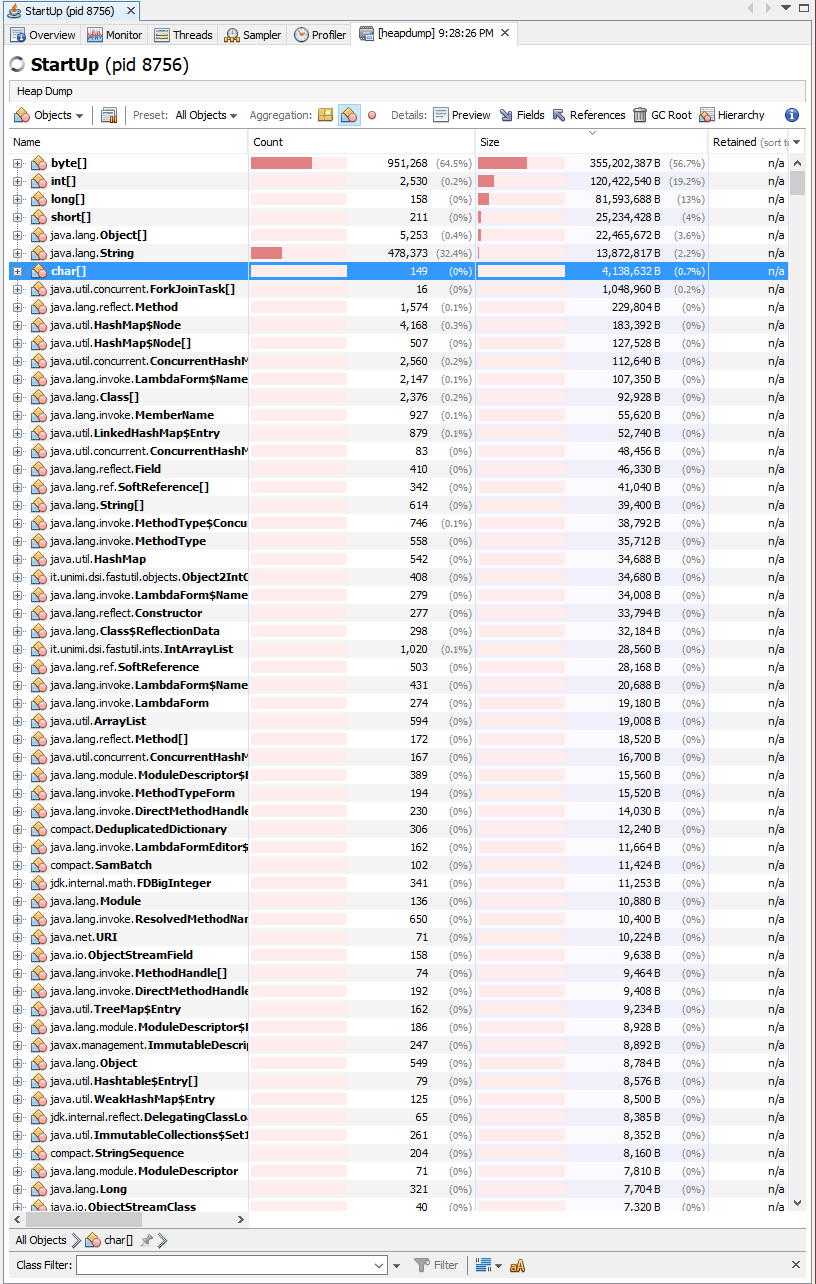 StartUp (pid 8756)
Overview Monitor Threads Sampler Profiler [heapdump] 9:28:26 PM
StartUp (pid 8756)
Heap Dump
Objects Preset: All Objects Aggregation: Details: Preview Fields References GC Root Hierarchy
Name Count Size Retained (sort t
byte[] 951,268 (64.5%) 355,202,387 B (56.7%) n/a
int[] 2,530 (0.2%) 120,422,540 B (19.2%) n/a
long[] 158 (0%) 81,593,688 B (13%) n/a
short[] 211 (0%) 25,234,428 B (4%) n/a
java.lang.Object[] 5,253 (0.4%) 22,465,672 B (3.6%) n/a
java.lang.String 478,373 (32.4%) 13,872,817 B (2.2%) n/a
char[] 149 (0%) 4,138,632 B (0.7%) n/a
java.util.concurrent.ForkJoinTask[] 16 (0%) 1,048,960 B (0.2%) n/a
java.lang.reflect.Method 1,574 (0.1%) 229,804 B (0%) n/a
java.util.HashMap$Node 4,168 (0.3%) 183,392 B (0%) n/a
java.util.HashMap$Node[] 507 (0%) 127,528 B (0%) n/a
java.util.concurrent.ConcurrentHashM 2,560 (0.2%) 112,640 B (0%) n/a
java.lang.invoke.LambdaForm$Name 2,147 (0.1%) 107,350 B (0%) n/a
java.lang.Class[] 2,376 (0.2%) 92,928 B (0%) n/a
java.lang.invoke.MemberName 927 (0.1%) 55,620 B (0%) n/a
java.util.LinkedHashMap$Entry 879 (0.1%) 52,740 B (0%) n/a
java.util.concurrent.ConcurrentHashM 83 (0%) 48,456 B (0%) n/a
java.lang.reflect.Field 410 (0%) 46,330 B (0%) n/a
java.lang.ref.SoftReference[] 342 (0%) 41,040 B (0%) n/a
java.lang.String[] 614 (0%) 39,400 B (0%) n/a
java.lang.invoke.MethodType$Concu 746 (0.1%) 38,792 B (0%) n/a
java.lang.invoke.MethodType 558 (0%) 35,712 B (0%) n/a
java.util.HashMap 542 (0%) 34,688 B (0%) n/a
it.unimi.dsi.fastutil.objects.Object2IntO 408 (0%) 34,680 B (0%) n/a
java.lang.invoke.LambdaForm$Name 279 (0%) 34,008 B (0%) n/a
java.lang.reflect.Constructor 277 (0%) 33,794 B (0%) n/a
java.lang.Class$ReflectionData 298 (0%) 32,184 B (0%) n/a
it.unimi.dsi.fastutil.ints.IntArrayList 1,020 (0.1%) 28,560 B (0%) n/a
java.lang.ref.SoftReference 503 (0%) 28,168 B (0%) n/a
java.lang.invoke.LambdaForm$Name 431 (0%) 20,688 B (0%) n/a
java.lang.invoke.LambdaForm 274 (0%) 19,180 B (0%) n/a
java.util.ArrayList 594 (0%) 19,008 B (0%) n/a
java.lang.reflect.Method[] 172 (0%) 18,520 B (0%) n/a
java.util.concurrent.ConcurrentHashM 167 (0%) 16,700 B (0%) n/a
java.lang.module.ModuleDescriptor$E 389 (0%) 15,560 B (0%) n/a
java.lang.invoke.MethodTypeForm 194 (0%) 15,520 B (0%) n/a
java.lang.invoke.DirectMethodHandle 230 (0%) 14,030 B (0%) n/a
compact.DeduplicatedDictionary 306 (0%) 12,240 B (0%) n/a
java.lang.invoke.LambdaFormEditor$ 162 (0%) 11,664 B (0%) n/a
compact.SamBatch 102 (0%) 11,424 B (0%) n/a
jdk.internal.math.FDBigInteger 341 (0%) 11,253 B (0%) n/a
java.lang.Module 136 (0%) 10,880 B (0%) n/a
java.lang.invoke.ResolvedMethodNar 650 (0%) 10,400 B (0%) n/a
java.net.URI 71 (0%) 10,224 B (0%) n/a
java.io.ObjectStreamField 158 (0%) 9,638 B (0%) n/a
java.lang.invoke.MethodHandle[] 74 (0%) 9,464 B (0%) n/a
java.lang.invoke.DirectMethodHandle 192 (0%) 9,408 B (0%) n/a
java.util.TreeMap$Entry 162 (0%) 9,234 B (0%) n/a
java.lang.module.ModuleDescriptor$R 186 (0%) 8,928 B (0%) n/a
javax.management.ImmutableDescrip 247 (0%) 8,892 B (0%) n/a
java.lang.Object 549 (0%) 8,784 B (0%) n/a
java.util.Hashtable$Entry[] 79 (0%) 8,576 B (0%) n/a
java.util.WeakHashMap$Entry 125 (0%) 8,500 B (0%) n/a
jdk.internal.reflect.DelegatingClassLo 65 (0%) 8,385 B (0%) n/a
java.util.ImmutableCollections$Set1 261 (0%) 8,352 B (0%) n/a
compact.StringSequence 204 (0%) 8,160 B (0%) n/a
java.lang.module.ModuleDescriptor 71 (0%) 7,810 B (0%) n/a
java.lang.Long 321 (0%) 7,704 B (0%) n/a
java.io.ObjectStreamClass 40 (0%) 7,320 B (0%) n/a
All Objects char[]
Class Filter: Filter